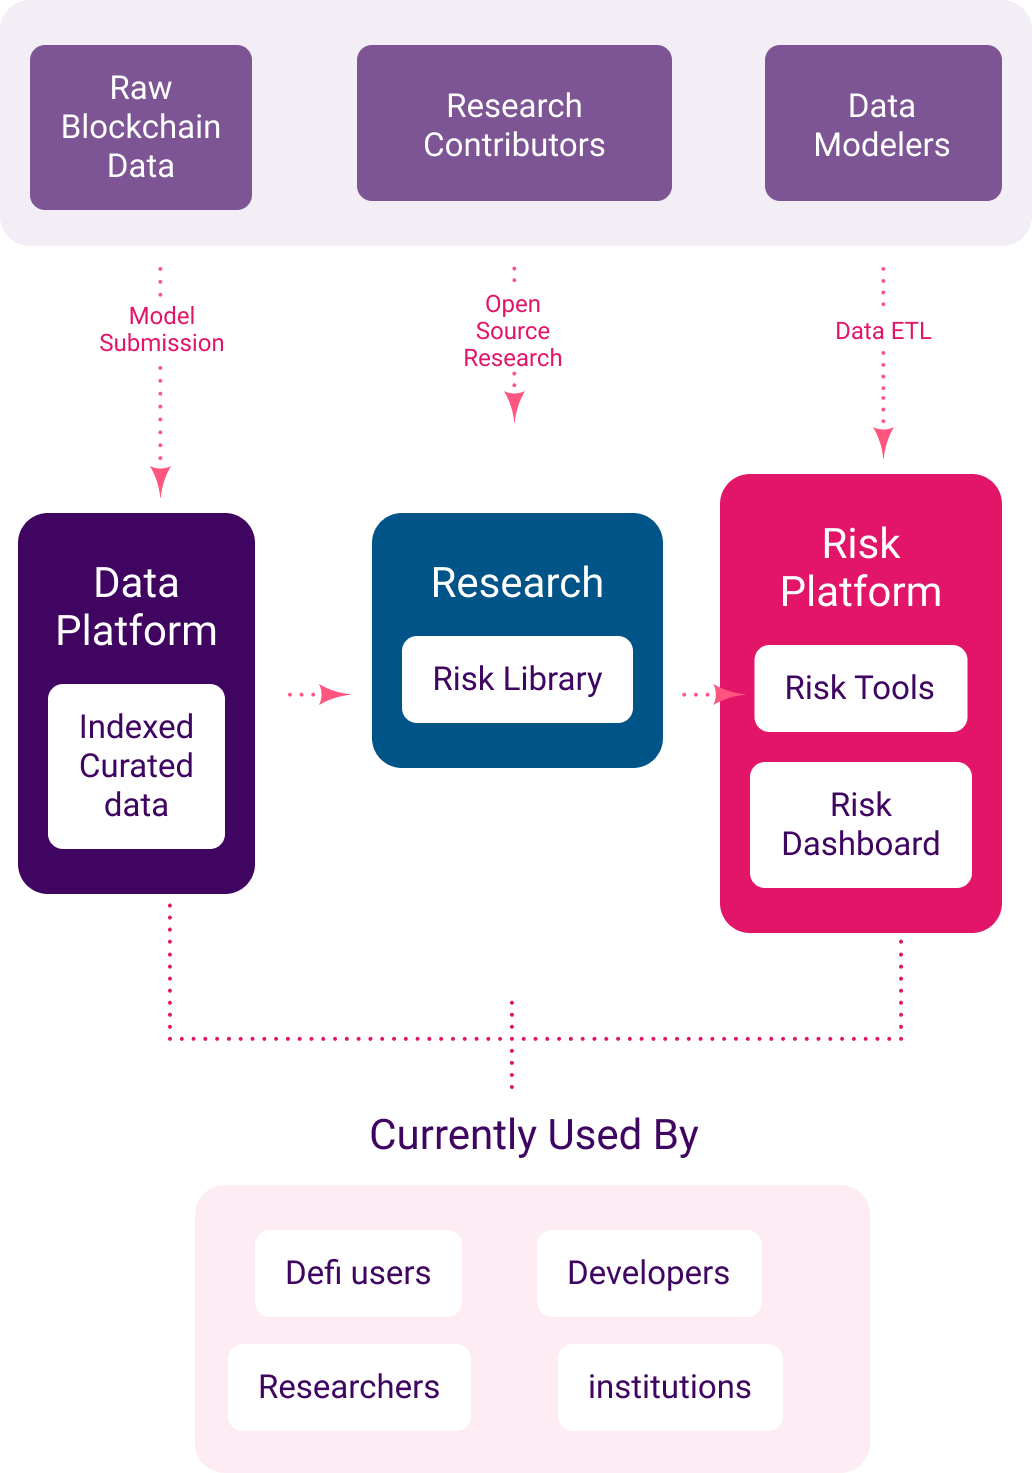 Raw
Blockchain
Data
Research
Contributors
Data
Modelers
Model
Submission
Open
Source
Research
Data ETL
Data
Platform
Indexed
Curated
data
Research
Risk Library
Risk
Platform
Risk Tools
Risk
Dashboard
Currently Used By
Defi users
Developers
Researchers
institutions